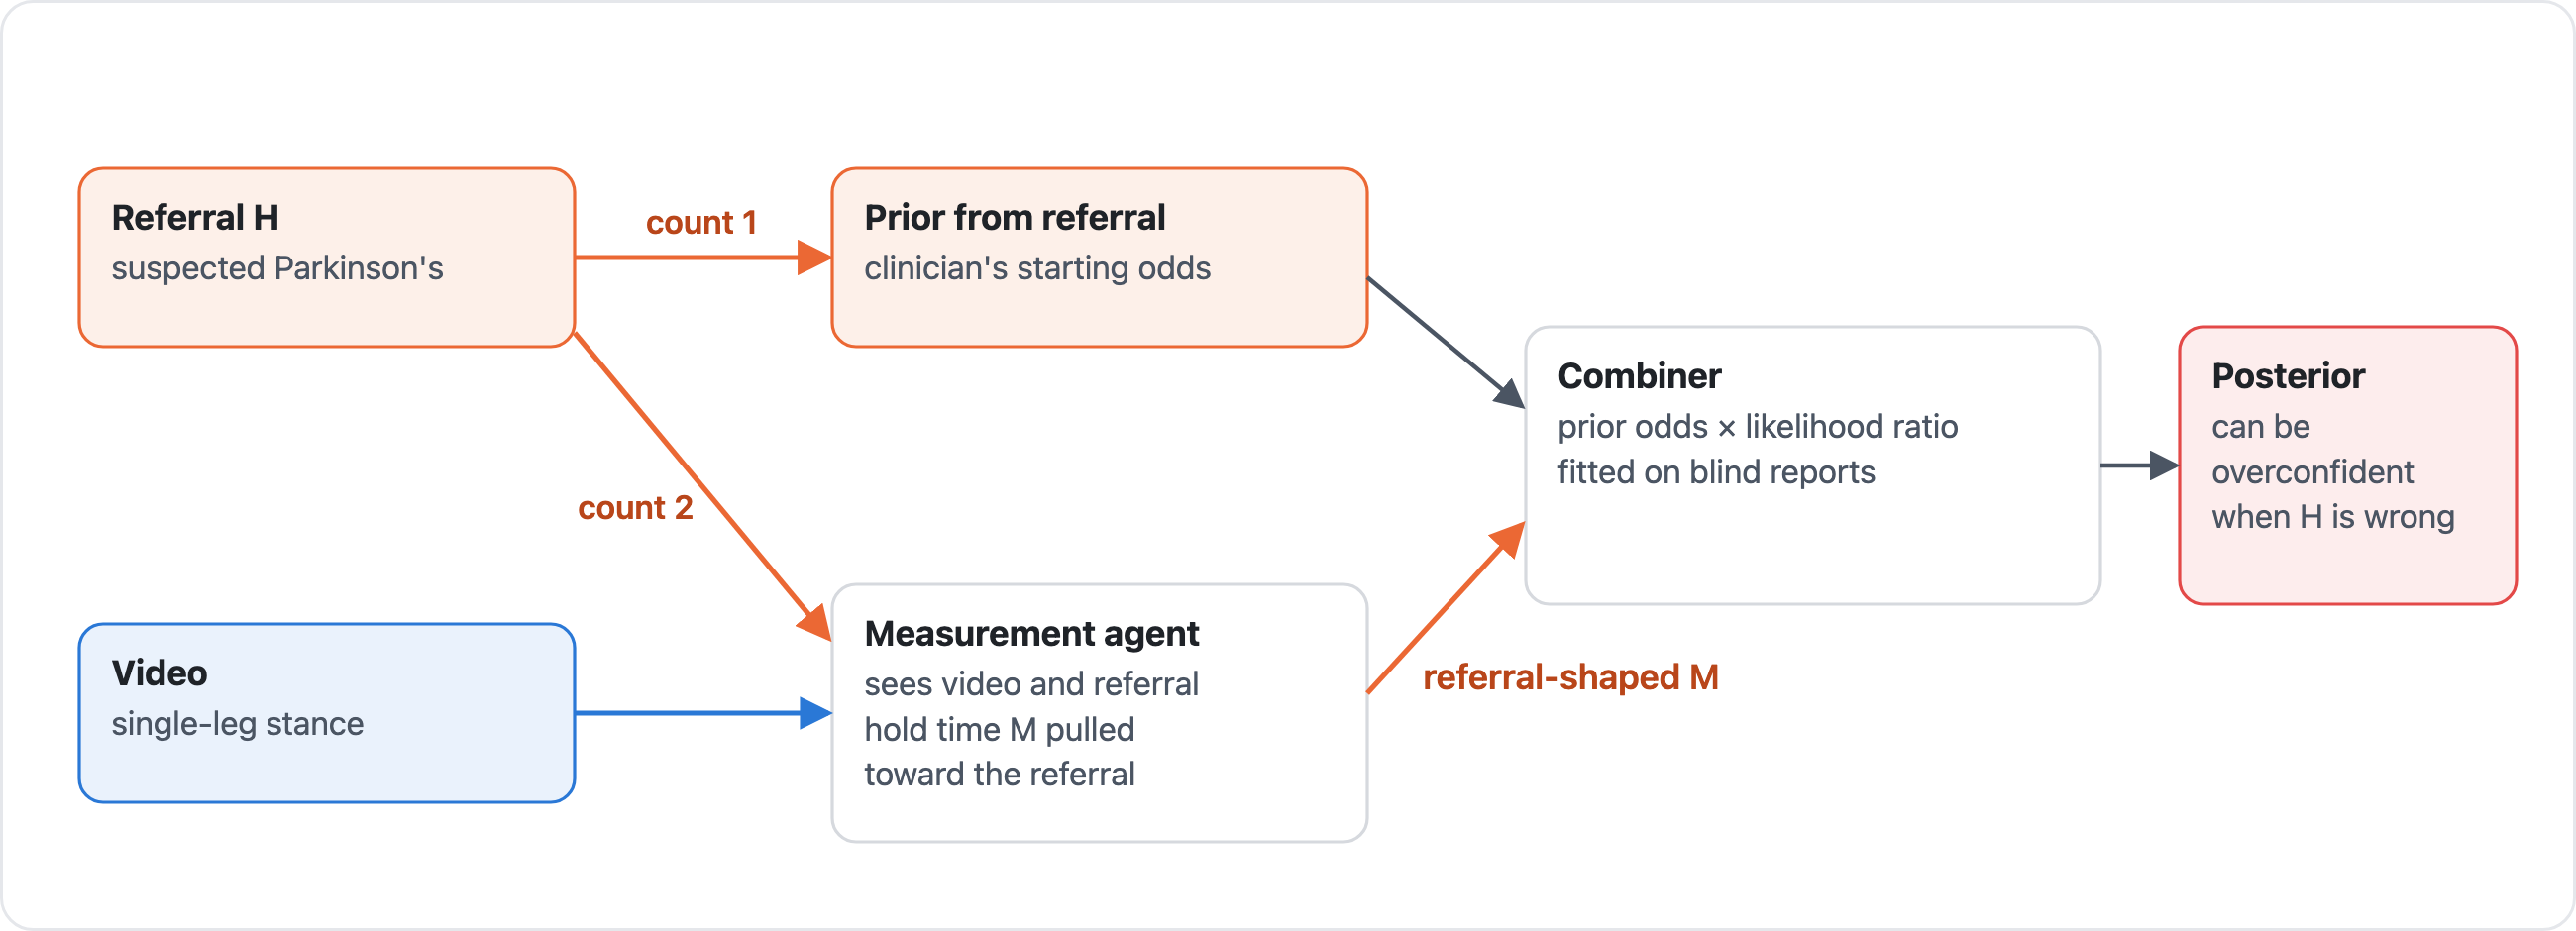 Referral H
suspected Parkinson's
count 1
Prior from referral
clinician's starting odds
Combiner
prior odds × likelihood ratio
fitted on blind reports
Posterior
can be
overconfident
when H is wrong
count 2
Video
single-leg stance
Measurement agent
sees video and referral
hold time M pulled
toward the referral
referral-shaped M